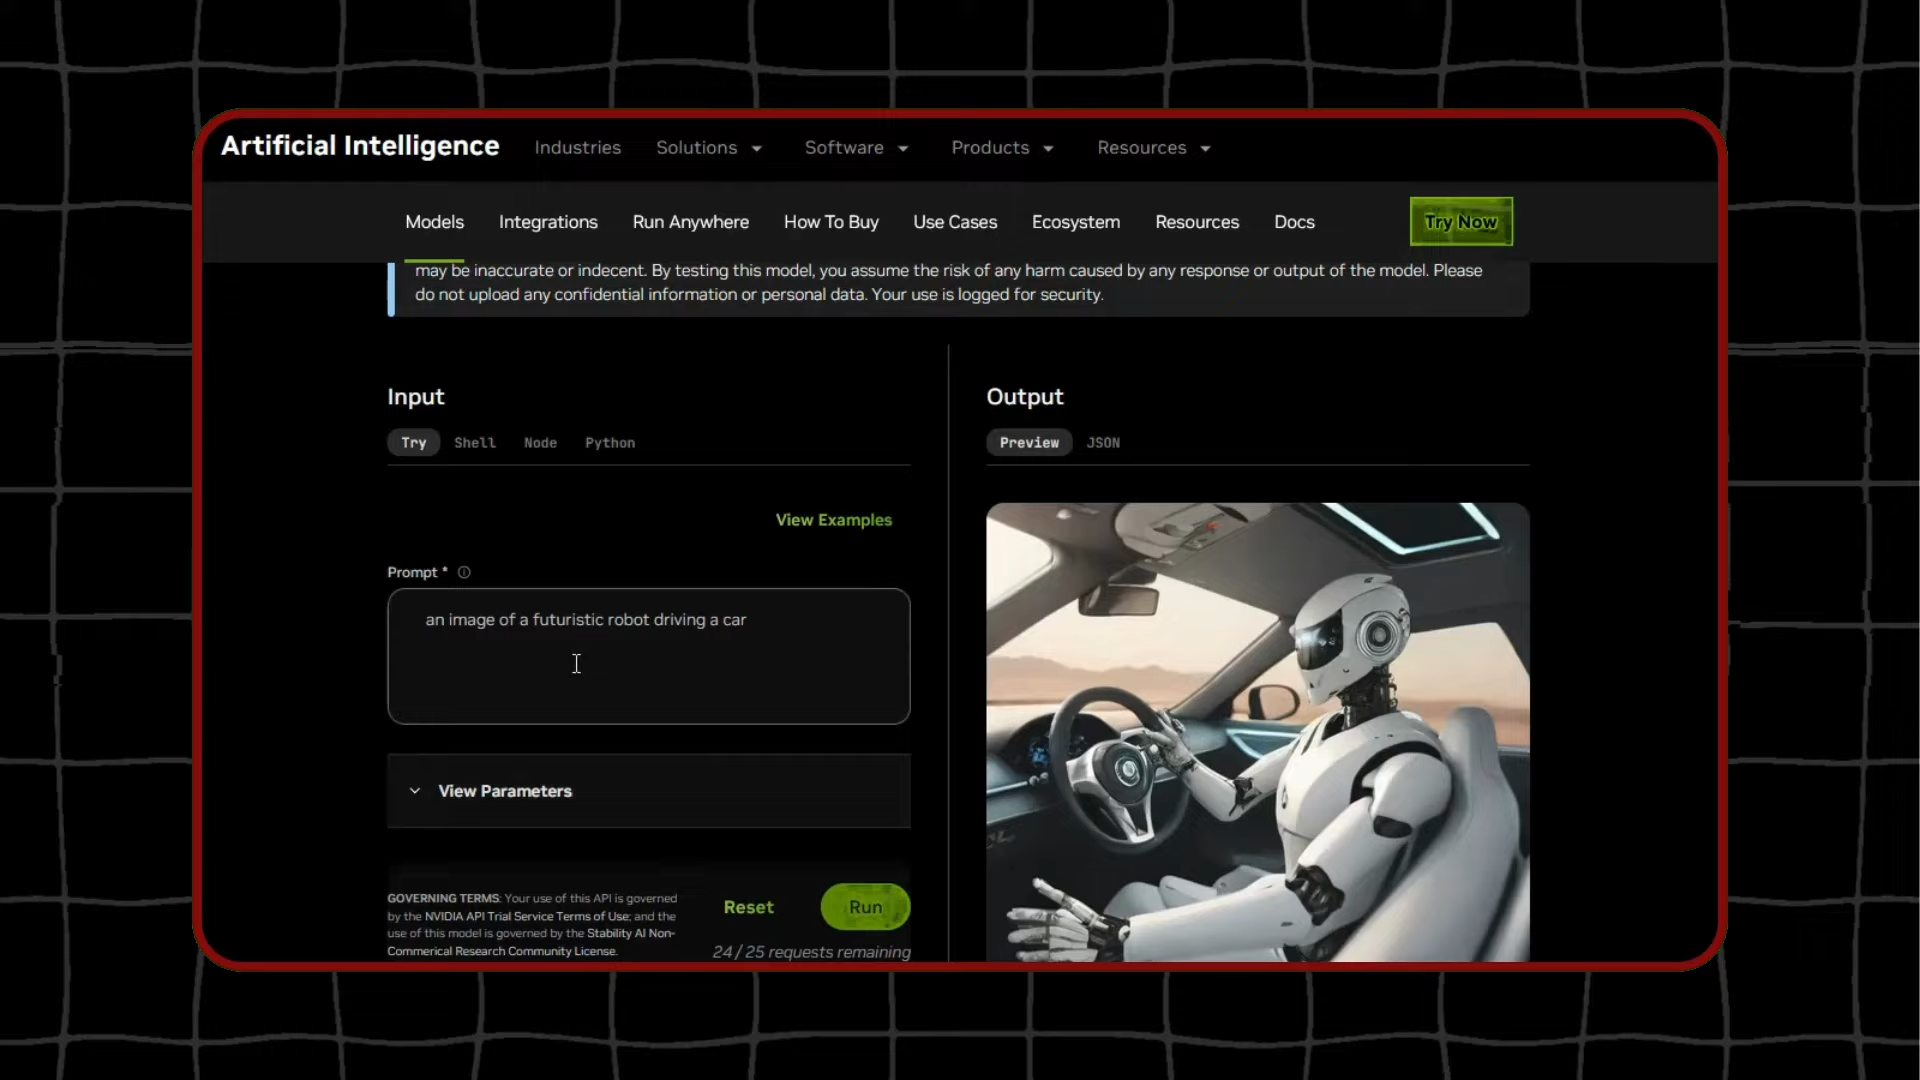 Artificial Intelligence Industries Solutions Software Products Resources
Models Integrations Run Anywhere How To Buy Use Cases Ecosystem Resources Docs Try Now
may be inaccurate or indecent. By testing this model, you assume the risk of any harm caused by any response or output of the model. Please
do not upload any confidential information or personal data. Your use is logged for security.
Input
Try Shell Node Python
View Examples
Prompt *
an image of a futuristic robot driving a car
View Parameters
GOVERNING TERMS: Your use of this API is governed
by the NVIDIA API Trial Service Terms of Use; and the
use of this model is governed by the Stability AI Non-
Commerical Research Community License.
Reset Run
24 / 25 requests remaining
Output
Preview JSON